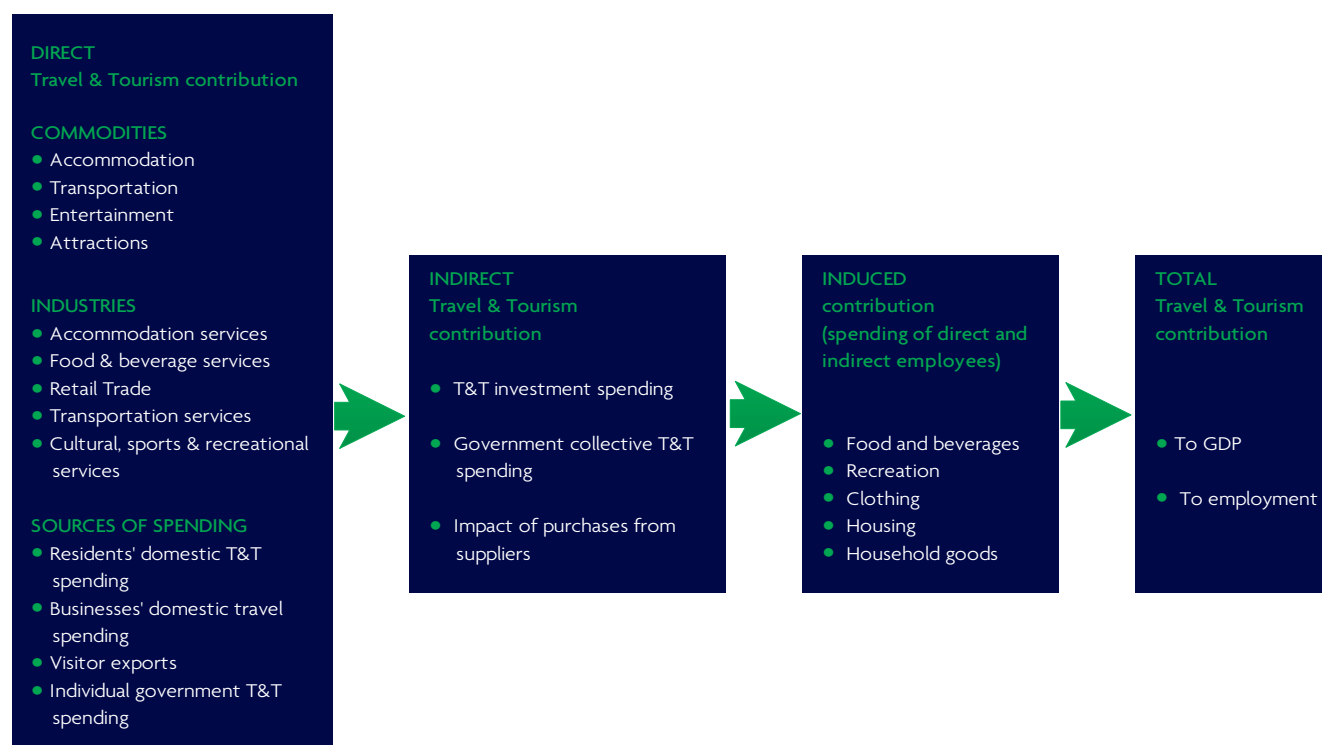 DIRECT
Travel & Tourism contribution
COMMODITIES
• Accommodation
• Transportation
• Entertainment
• Attractions
INDUSTRIES
• Accommodation services
• Food & beverage services
• Retail Trade
• Transportation services
• Cultural, sports & recreational
services
SOURCES OF SPENDING
• Residents' domestic T&T
spending
• Businesses' domestic travel
spending
• Visitor exports
• Individual government T&T
spending
INDIRECT
Travel & Tourism
contribution
• T&T investment spending
• Government collective T&T
spending
• Impact of purchases from
suppliers
INDUCED
contribution
(spending of direct and
indirect employees)
• Food and beverages
• Recreation
• Clothing
• Housing
• Household goods
TOTAL
Travel & Tourism
contribution
• To GDP
• To employment